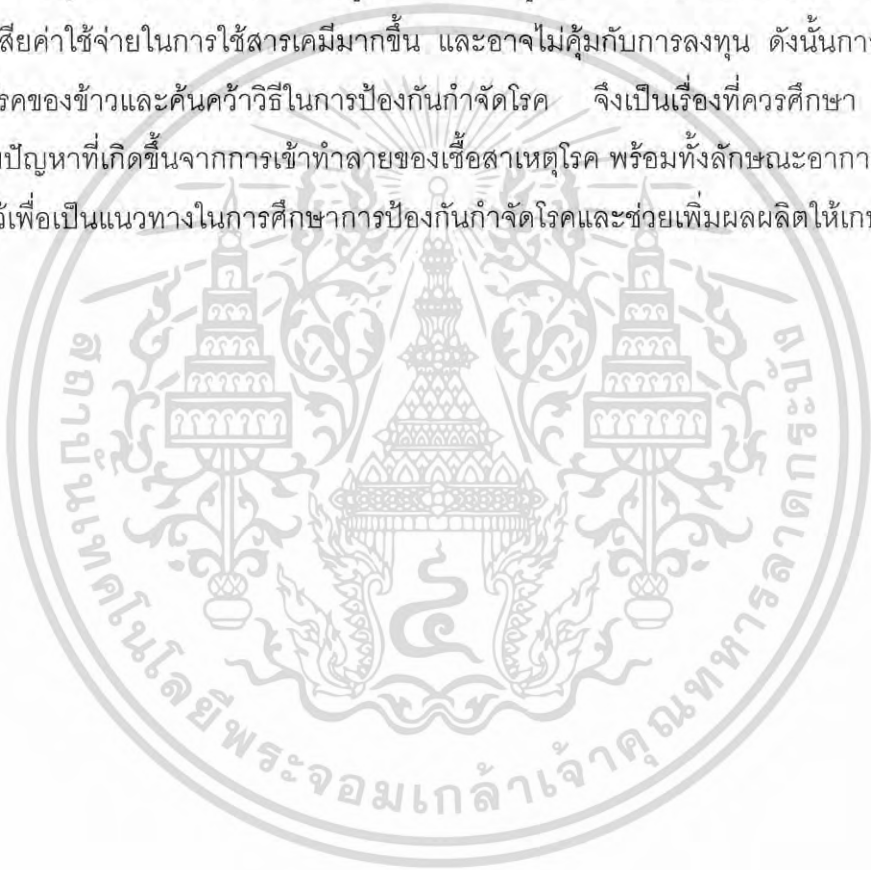 สียค่าใช้จ่ายในการใช้สารเคมีมากขึ้น และอาจไม่คุ้มกับการลงทุน ดังนั้นกา
รคของข้าวและค้นคว้าวิธีในการป้องกันกำจัดโรค จึงเป็นเรื่องที่ควรศึกษา
ปัญหาที่เกิดขึ้นจากการเข้าทำลายของเชื้อสาเหตุโรค พร้อมทั้งลักษณะอากา
เพื่อเป็นแนวทางในการศึกษาการป้องกันกำจัดโรคและช่วยเพิ่มผลผลิตให้เก
สถาบันเทคโนโลยีพระจอมเกล้าเจ้าคุณทหารลาดกระบัง
๔